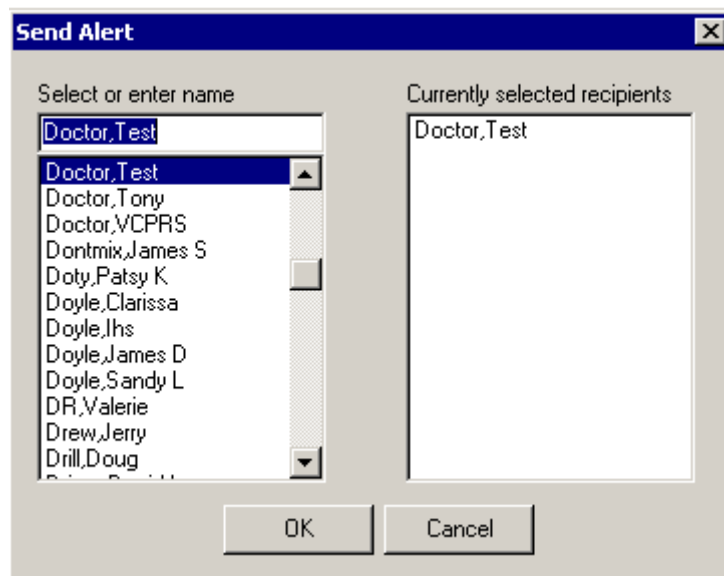 Send Alert
Select or enter name
Doctor,Test
Doctor,Test
Doctor,Tony
Doctor,VCPRS
Dontmix,James S
Doty,Patsy K
Doyle,Clarissa
Doyle,Ihs
Doyle,James D
Doyle,Sandy L
DR,Valerie
Drew,Jerry
Drill,Doug
Currently selected recipients
Doctor,Test
OK
Cancel